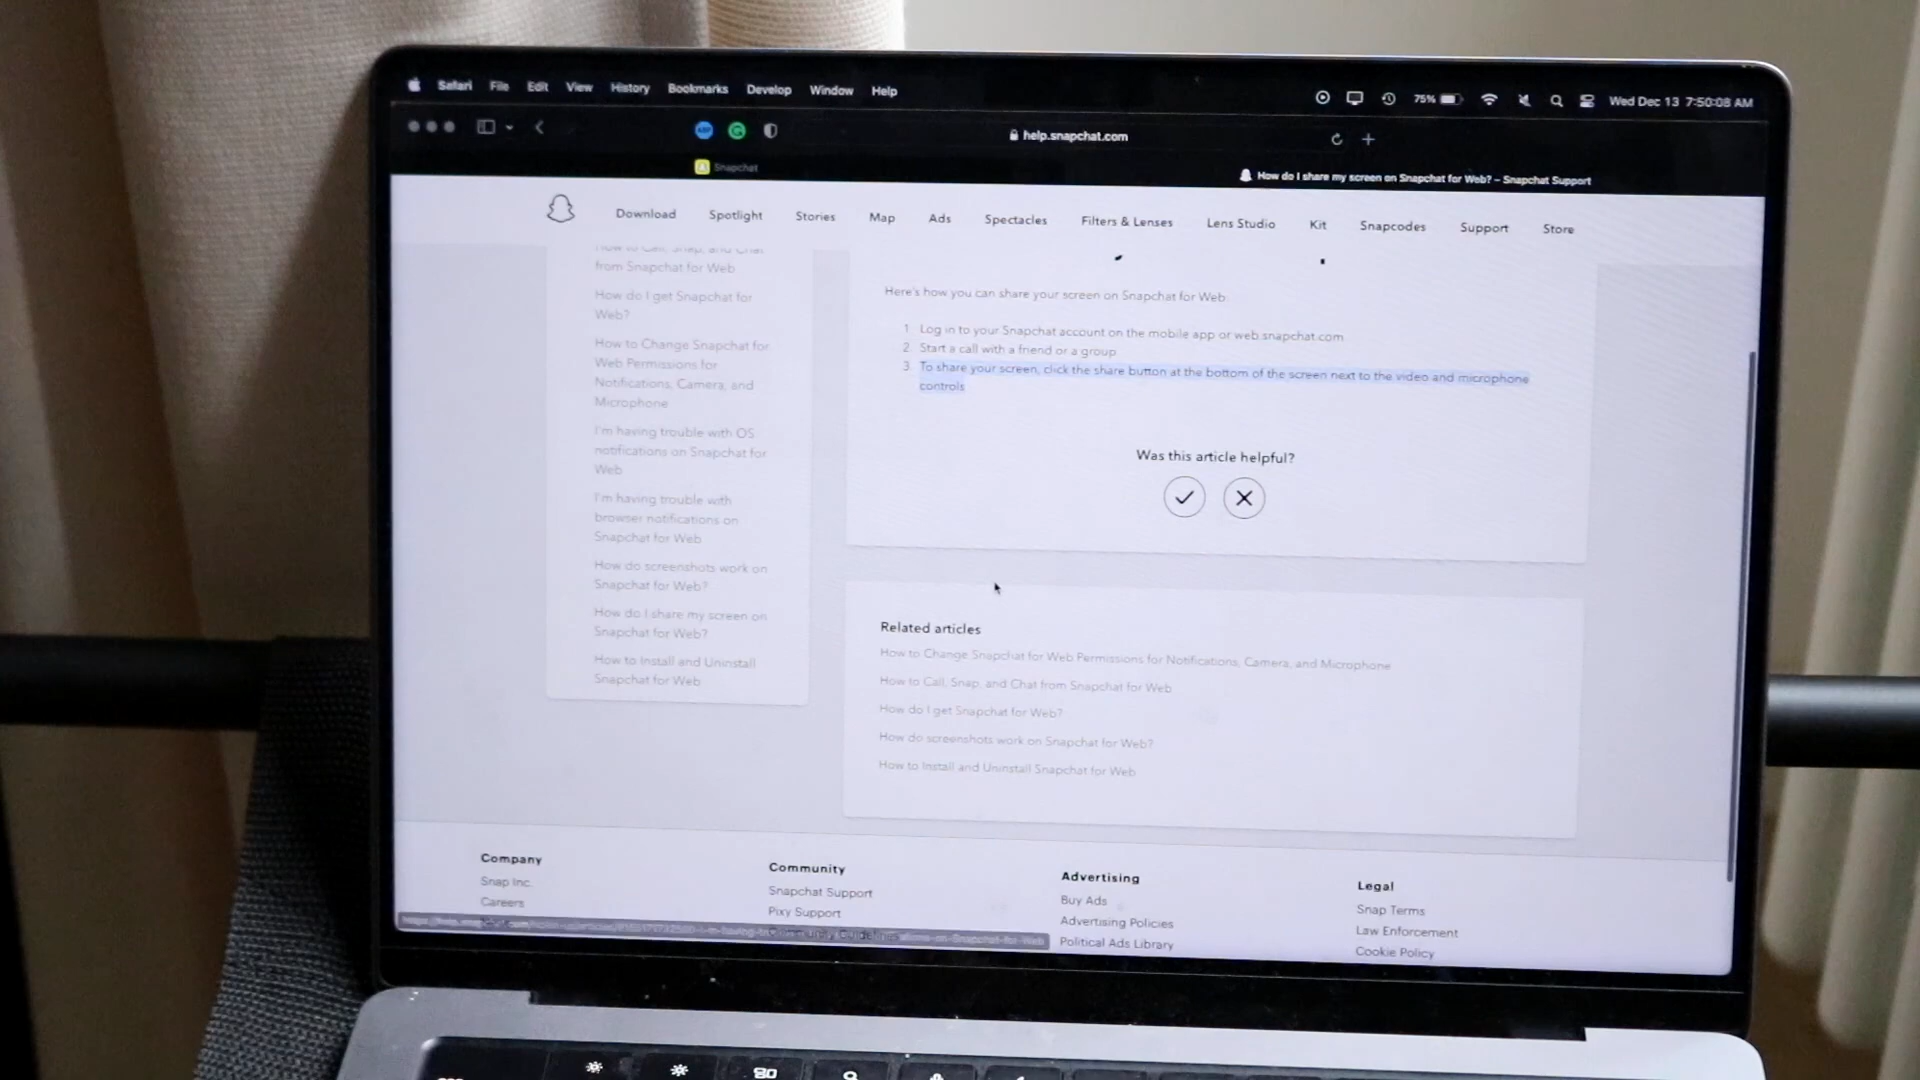 Safari File Edit View History Bookmarks Develop Window Help
75% Wed Dec 13 7:50:08 AM
ABP
help.snapchat.com
Snapchat
How do I share my screen on Snapchat for Web? – Snapchat Support
Download Spotlight Stories Map Ads Spectacles Filters & Lenses Lens Studio Kit Snapcodes Support Store
How to Call, Snap, and Chat
from Snapchat for Web
How do I get Snapchat for
Web?
How to Change Snapchat for
Web Permissions for
Notifications, Camera, and
Microphone
I'm having trouble with OS
notifications on Snapchat for
Web
I'm having trouble with
browser notifications on
Snapchat for Web
How do screenshots work on
Snapchat for Web?
How do I share my screen on
Snapchat for Web?
How to Install and Uninstall
Snapchat for Web
Here's how you can share your screen on Snapchat for Web:
1 Log in to your Snapchat account on the mobile app or web.snapchat.com
2. Start a call with a friend or a group
3 To share your screen, click the share button at the bottom of the screen next to the video and microphone
controls
Was this article helpful?
Related articles
How to Change Snapchat for Web Permissions for Notifications, Camera, and Microphone
How to Call, Snap, and Chat from Snapchat for Web
How do I get Snapchat for Web?
How do screenshots work on Snapchat for Web?
How to Install and Uninstall Snapchat for Web
Company
Snap Inc.
Careers
Community
Snapchat Support
Pixy Support
Community Guidelines
Advertising
Buy Ads
Advertising Policies
Political Ads Library
Legal
Snap Terms
Law Enforcement
Cookie Policy